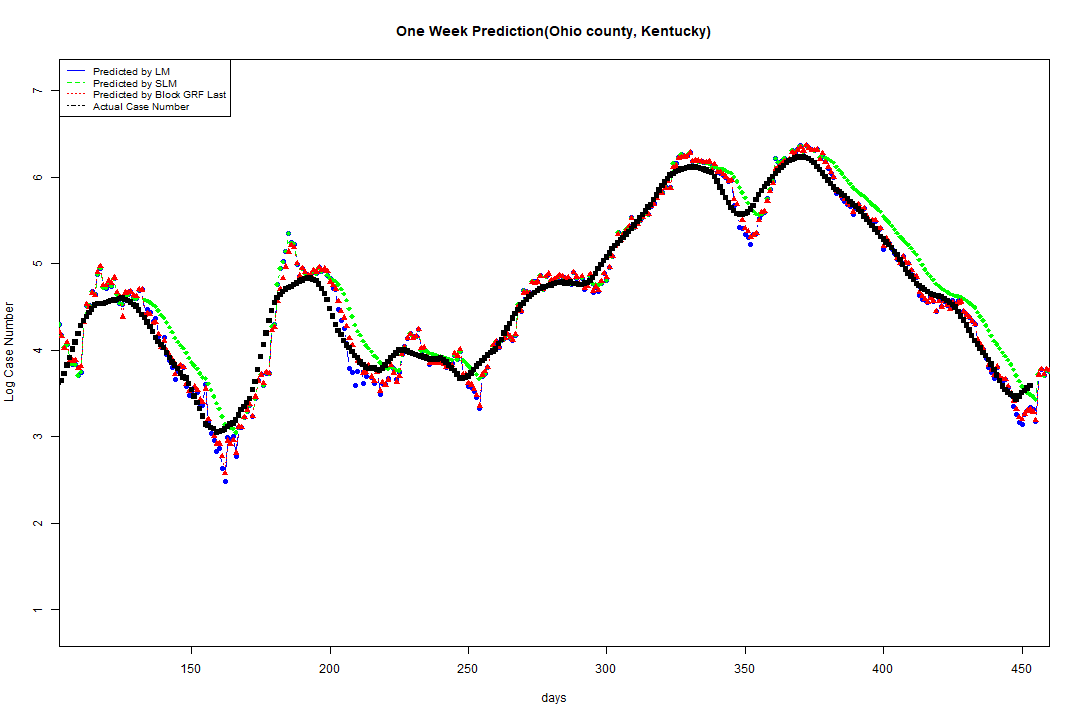 One Week Prediction(Ohio county, Kentucky)
Predicted by LM
Predicted by SLM
Predicted by Block GRF Last
Actual Case Number
Log Case Number
7
6
5
4
3
2
1
150 200 250 300 350 400 450
days